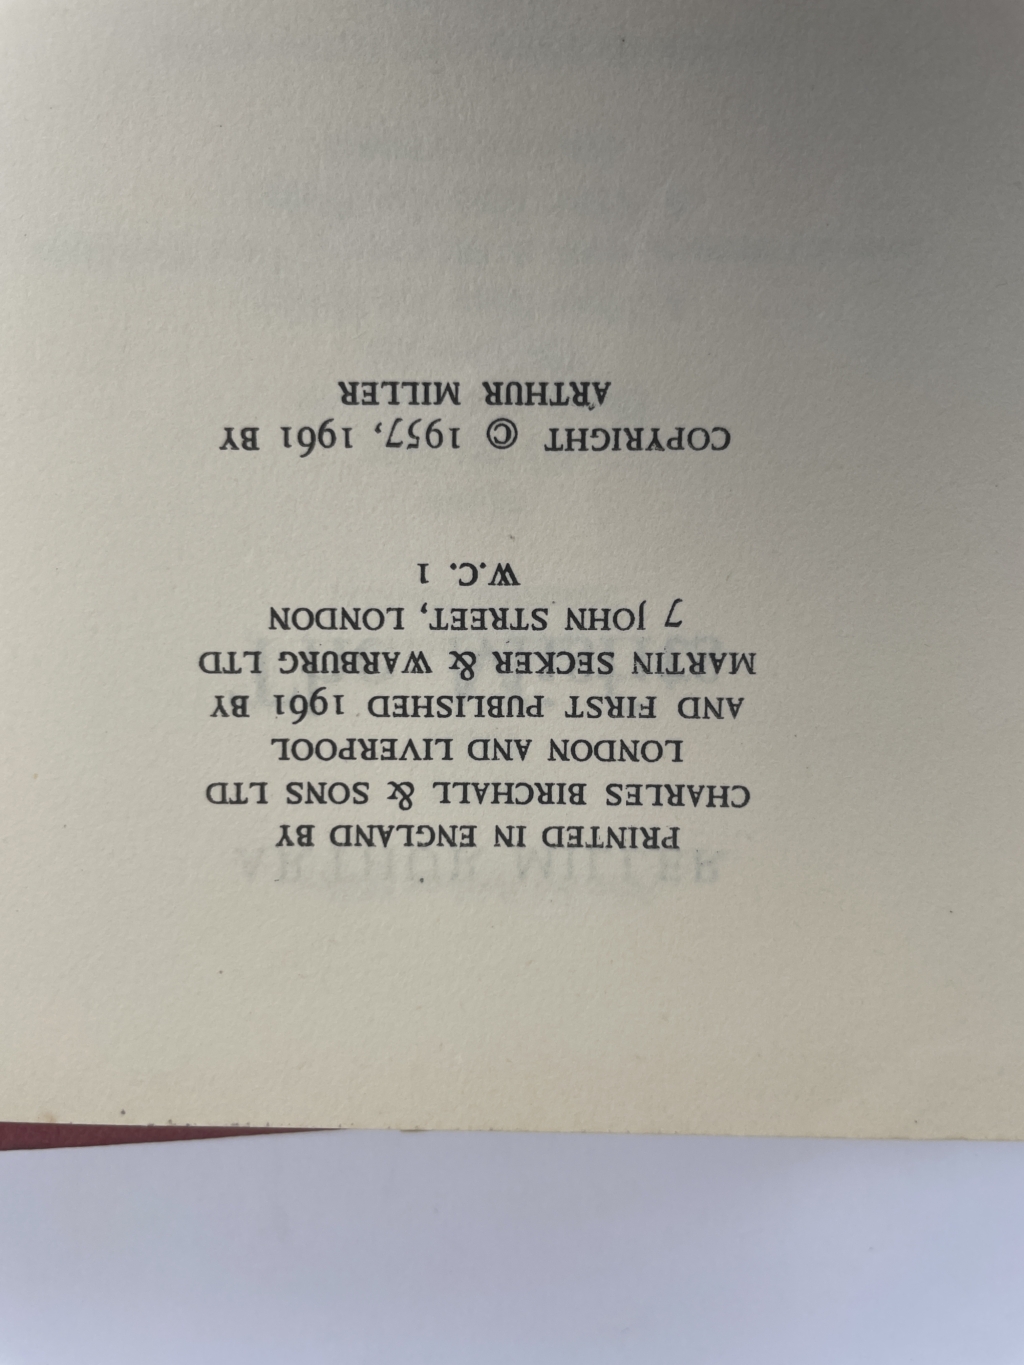 PRINTED IN ENGLAND BY
CHARLES BIRCHALL & SONS LTD
LONDON AND LIVERPOOL
AND FIRST PUBLISHED 1961 BY
MARTIN SECKER & WARBURG LTD
7 JOHN STREET, LONDON
W.C. 1
COPYRIGHT © 1957, 1961 BY
ARTHUR MILLER